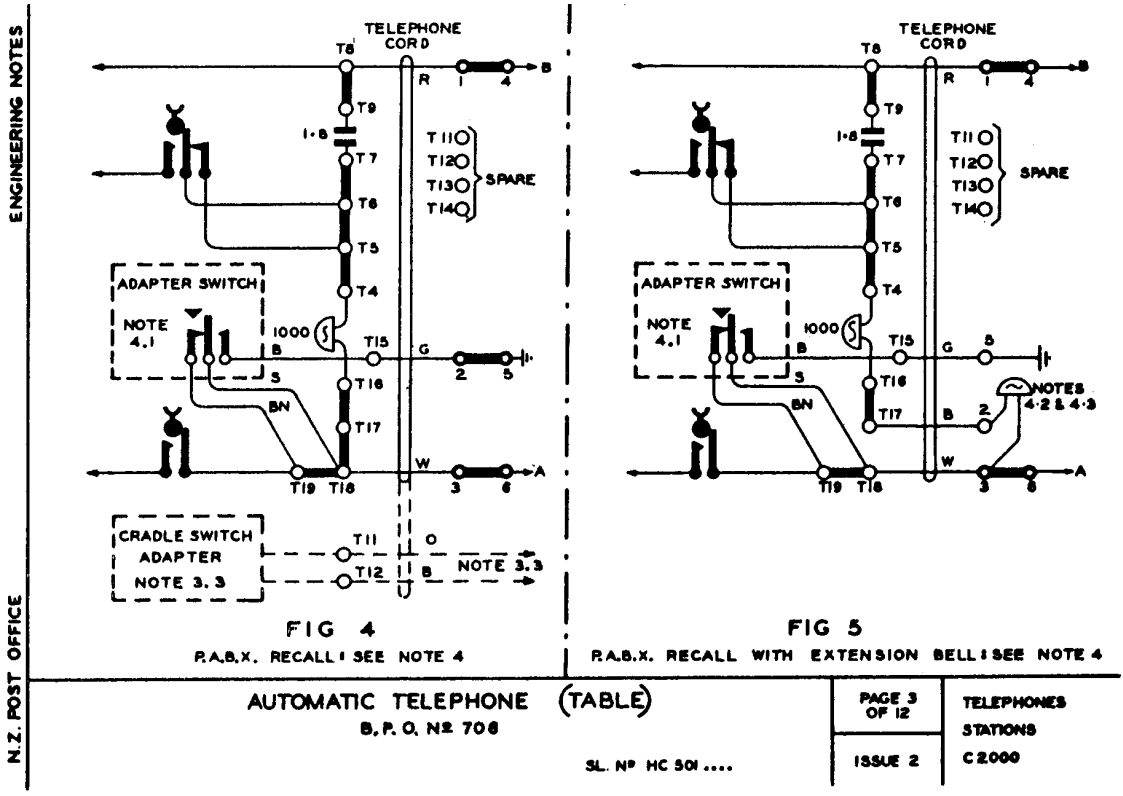 ENGINEERING NOTES
N.Z. POST OFFICE
TELEPHONE
CORD
T8
R
1
4
B
T9
1·8
T7
T11
T12
T13
T14
SPARE
T6
T5
T4
ADAPTER SWITCH
NOTE
4.1
1000
B
T15
G
2
5
S
BN
T16
T17
T19
T18
W
3
6
A
CRADLE SWITCH
ADAPTER
NOTE 3.3
T11
O
T12
B
NOTE 3.3
FIG 4
P.A.B.X. RECALL : SEE NOTE 4
TELEPHONE
CORD
T8
R
1
4
B
T9
1·8
T7
T11
T12
T13
T14
SPARE
T6
T5
T4
ADAPTER SWITCH
NOTE
4.1
1000
B
T15
G
5
S
BN
T16
T17
B
2
NOTES
4·2 & 4·3
T19
T18
W
3
6
A
FIG 5
P.A.B.X. RECALL WITH EXTENSION BELL : SEE NOTE 4
AUTOMATIC TELEPHONE (TABLE)
B.P.O. Nº 706
SL. Nº HC 501....
PAGE 3
OF 12
ISSUE 2
TELEPHONES
STATIONS
C 2000